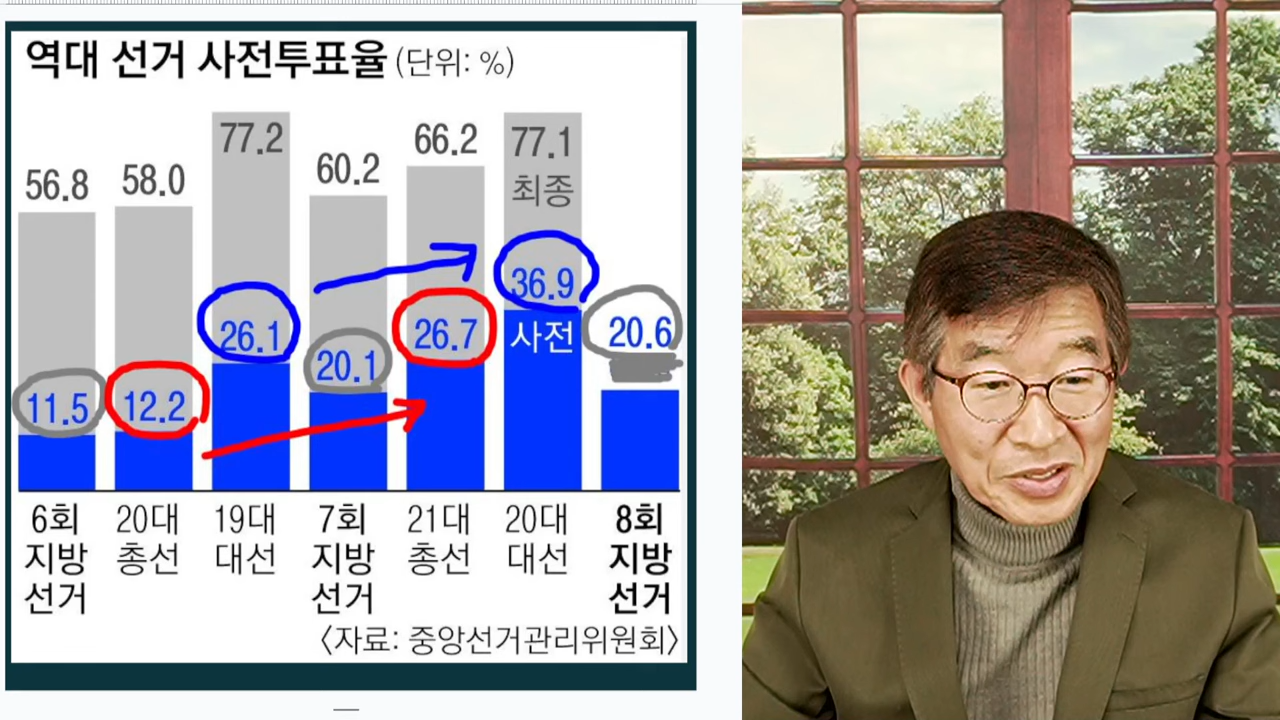 역대 선거 사전투표율 (단위: %)
56.8
58.0
77.2
60.2
66.2
77.1
최종
11.5
12.2
26.1
20.1
26.7
36.9
사전
20.6
6회
지방
선거
20대
총선
19대
대선
7회
지방
선거
21대
총선
20대
대선
8회
지방
선거
〈자료: 중앙선거관리위원회〉